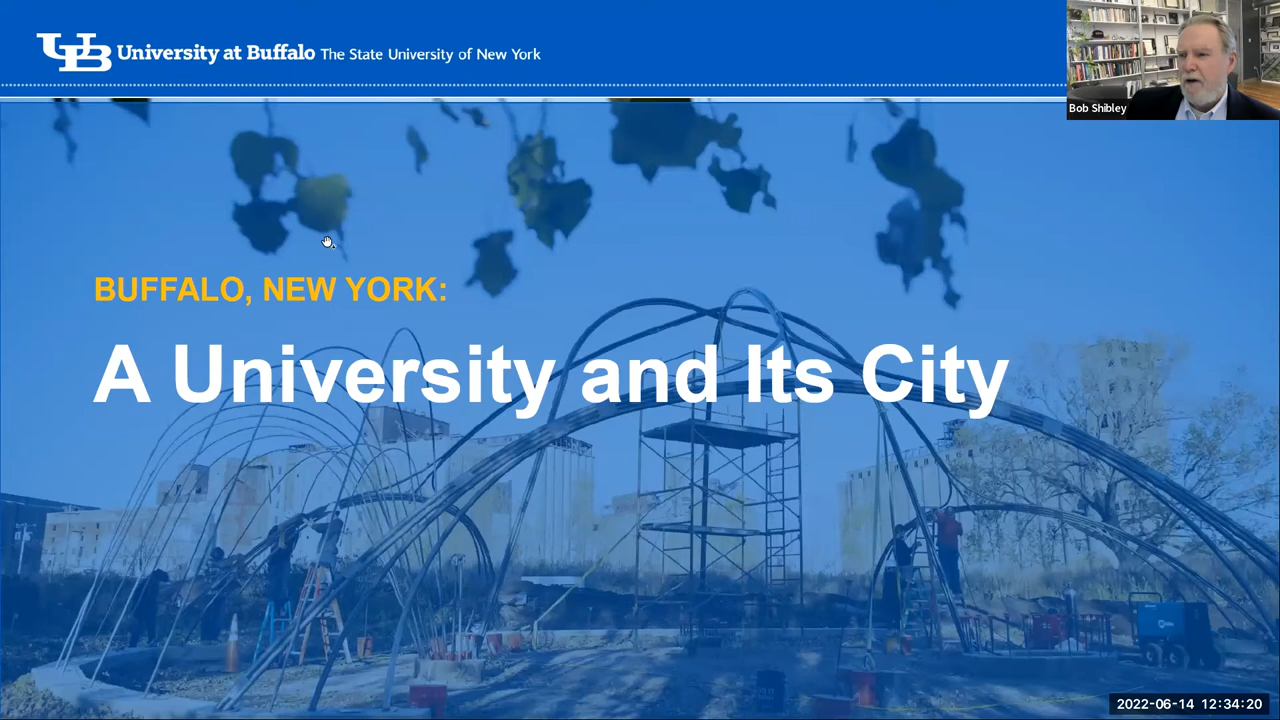 UB University at Buffalo The State University of New York
Bob Shibley
BUFFALO, NEW YORK:
A University and Its City
2022-06-14 12:34:20